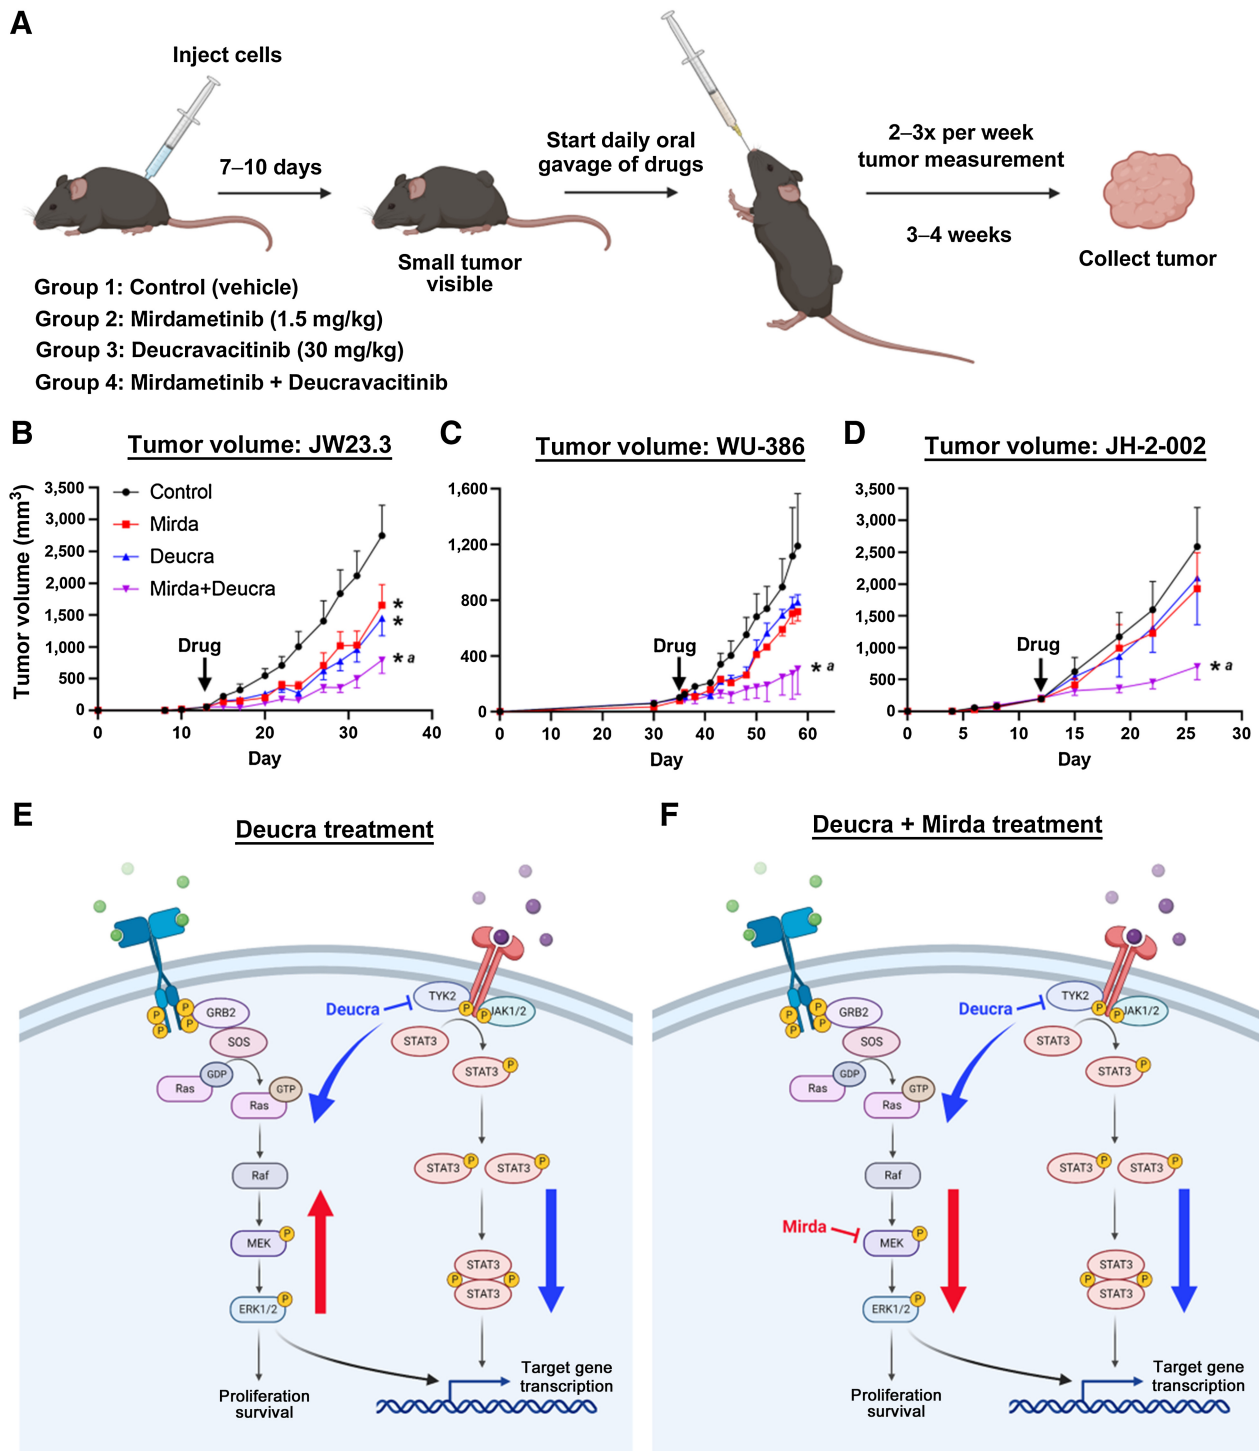 A
Inject cells
7–10 days
Small tumor
visible
Start daily oral
gavage of drugs
2–3x per week
tumor measurement
3–4 weeks
Collect tumor
Group 1: Control (vehicle)
Group 2: Mirdametinib (1.5 mg/kg)
Group 3: Deucravacitinib (30 mg/kg)
Group 4: Mirdametinib + Deucravacitinib
B
Tumor volume: JW23.3
Tumor volume (mm3)
3,500
3,000
2,500
2,000
1,500
1,000
500
0
Control
Mirda
Deucra
Mirda+Deucra
Drug
*
*
* a
0 10 20 30 40
Day
C
Tumor volume: WU-386
1,600
1,200
800
400
0
Drug
* a
0 10 20 30 40 50 60
Day
D
Tumor volume: JH-2-002
3,500
3,000
2,500
2,000
1,500
1,000
500
0
Drug
* a
0 5 10 15 20 25 30
Day
E
Deucra treatment
TYK2
JAK1/2
P P
Deucra
GRB2
P P P P
SOS
STAT3
GDP
Ras
STAT3 P
GTP
Ras
Raf
STAT3 P STAT3 P
MEK P
STAT3
P P
STAT3
ERK1/2 P
Proliferation
survival
Target gene
transcription
F
Deucra + Mirda treatment
TYK2
JAK1/2
P P
Deucra
GRB2
P P P P
SOS
STAT3
GDP
Ras
STAT3 P
GTP
Ras
Raf
STAT3 P STAT3 P
Mirda
MEK P
STAT3
P P
STAT3
ERK1/2 P
Proliferation
survival
Target gene
transcription